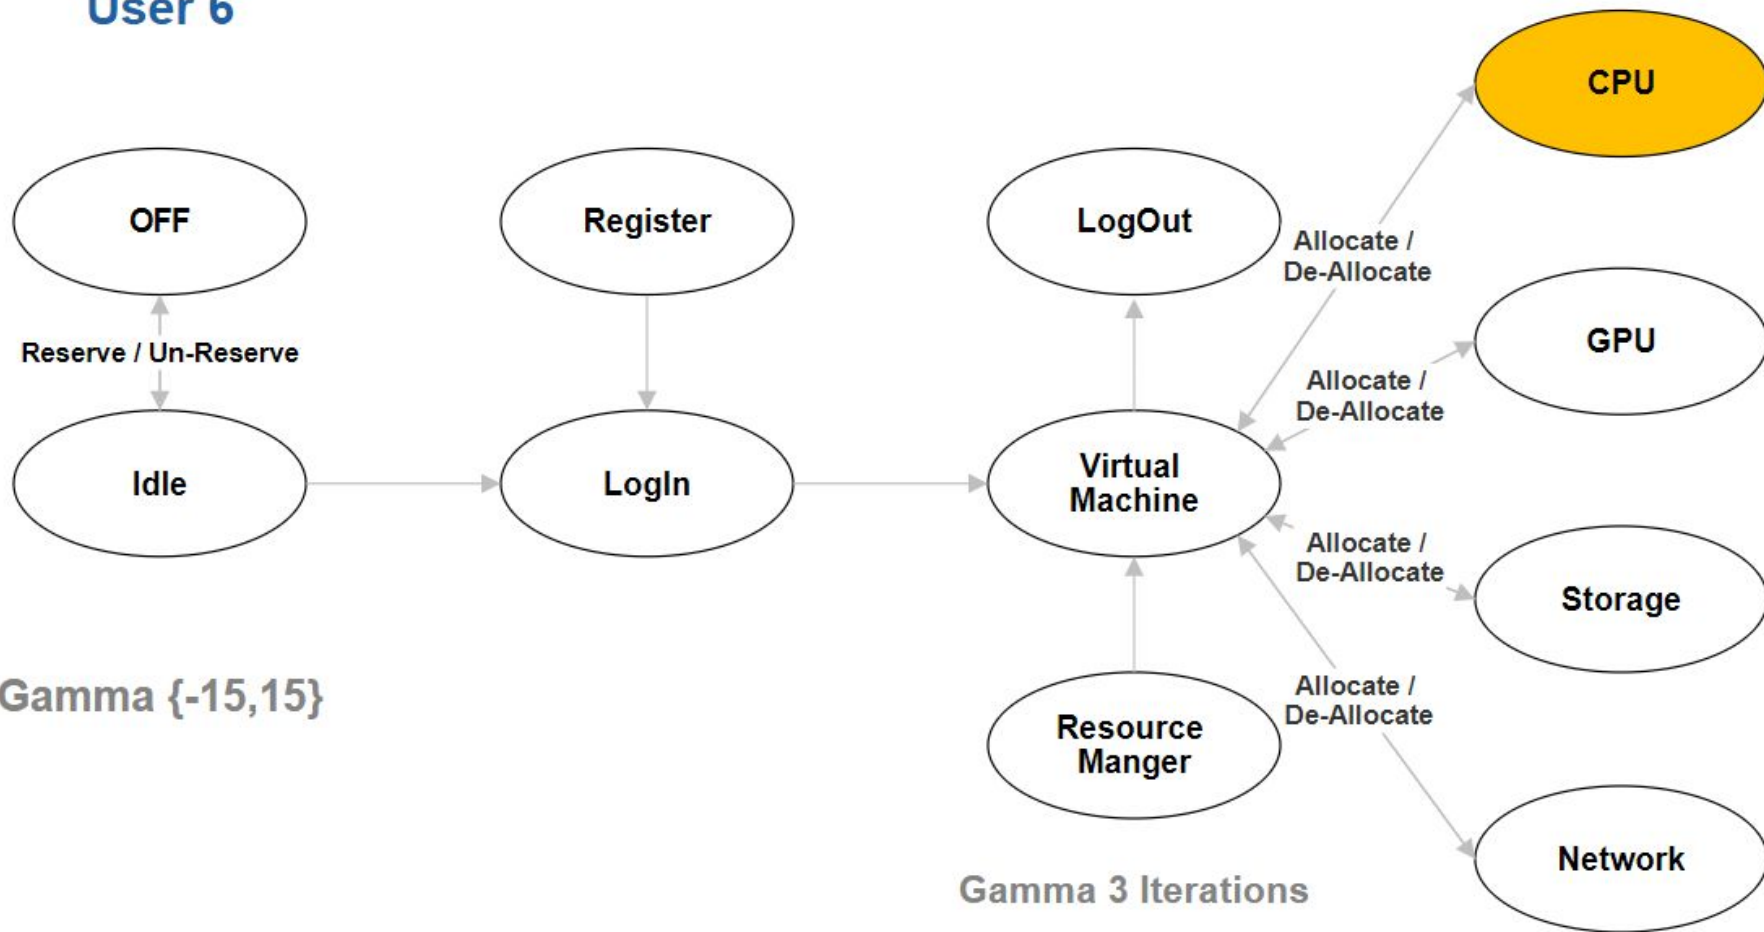 User 6
CPU
OFF
Register
LogOut
Allocate /
De-Allocate
GPU
Reserve / Un-Reserve
Allocate /
De-Allocate
Idle
LogIn
Virtual
Machine
Allocate /
De-Allocate
Storage
Gamma {-15,15}
Allocate /
De-Allocate
Resource
Manger
Network
Gamma 3 Iterations